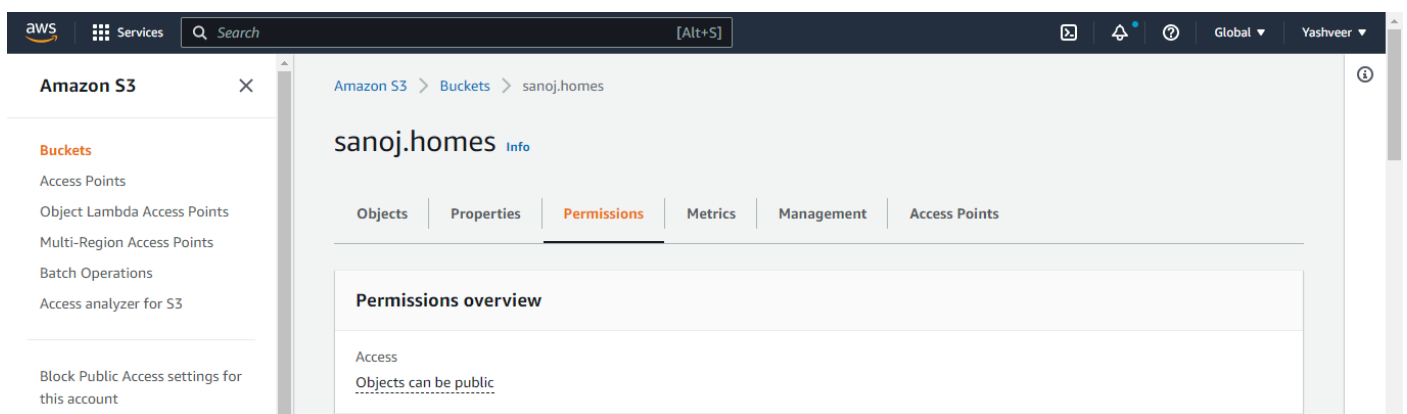 aws Services Search [Alt+S] Global ▼ Yashveer ▼
Amazon S3
Buckets
Access Points
Object Lambda Access Points
Multi-Region Access Points
Batch Operations
Access analyzer for S3
Block Public Access settings for
this account
Amazon S3 > Buckets > sanoj.homes
sanoj.homes Info
Objects Properties Permissions Metrics Management Access Points
Permissions overview
Access
Objects can be public